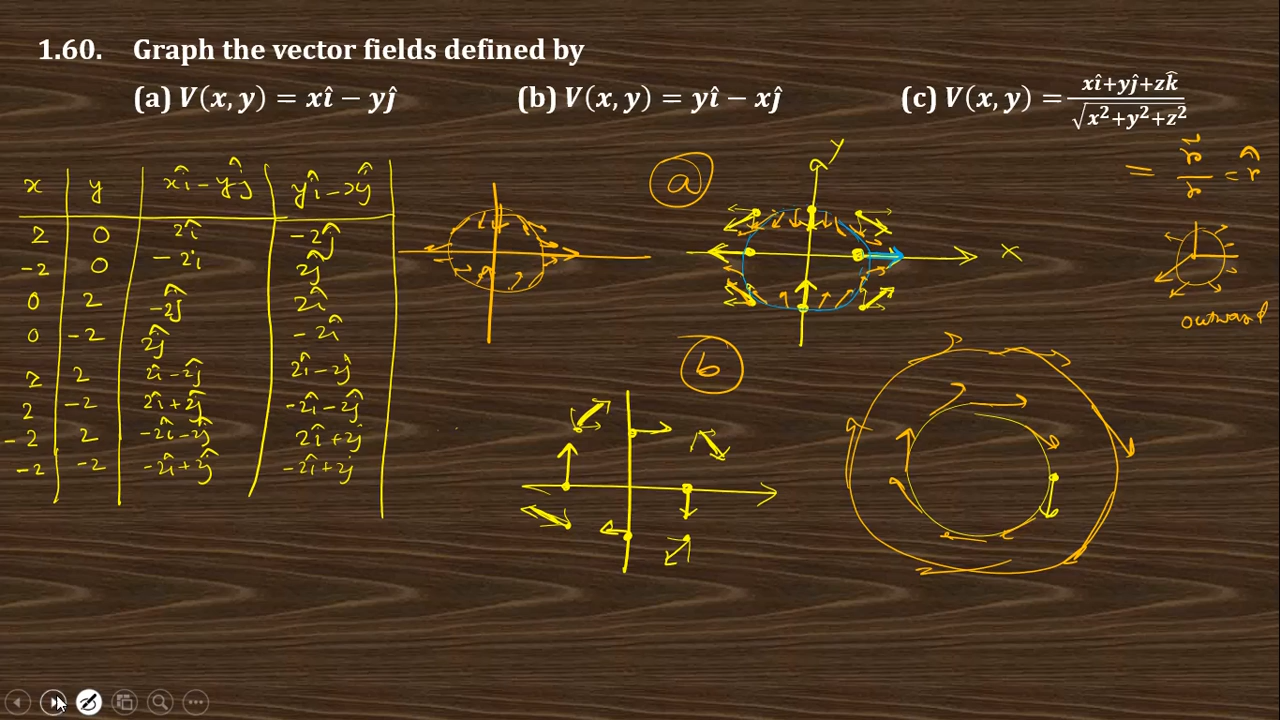 1.60. Graph the vector fields defined by
(a) V(x, y) = xî − yĵ (b) V(x, y) = yî − xĵ (c) V(x, y) = (xî+yĵ+zk̂)/√(x²+y²+z²)
= r⃗/r = r̂
x y xî−yĵ yî−xĵ
2 0 2î −2ĵ
−2 0 −2î 2ĵ
0 2 −2ĵ 2î
0 −2 2ĵ −2î
2 2 2î−2ĵ 2î−2ĵ
2 −2 2î+2ĵ −2î−2ĵ
−2 2 −2î−2ĵ 2î+2ĵ
−2 −2 −2î+2ĵ −2î+2ĵ
a
y
x
outward
b